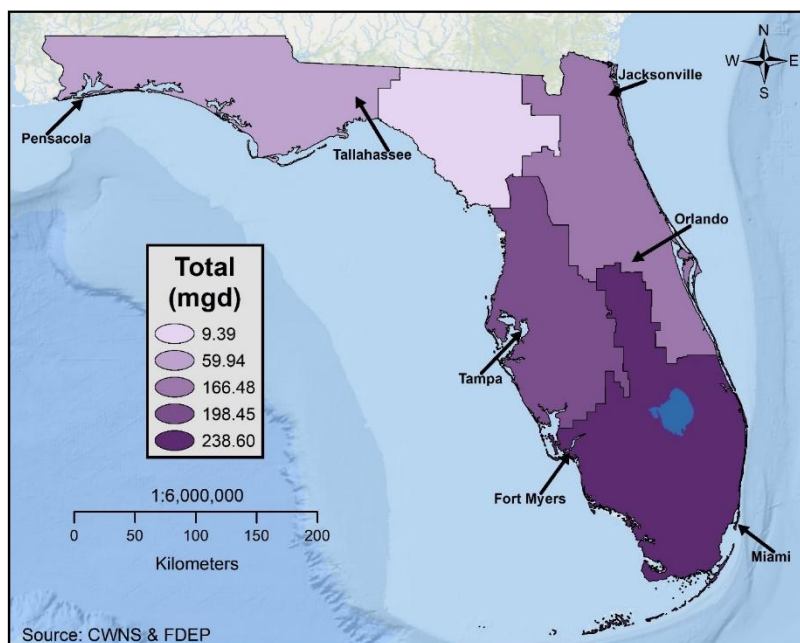 N
W E
S
Jacksonville
Pensacola
Tallahassee
Orlando
Total
(mgd)
9.39
59.94
166.48
198.45
238.60
Tampa
1:6,000,000
0 50 100 150 200
Kilometers
Fort Myers
Miami
Source: CWNS & FDEP